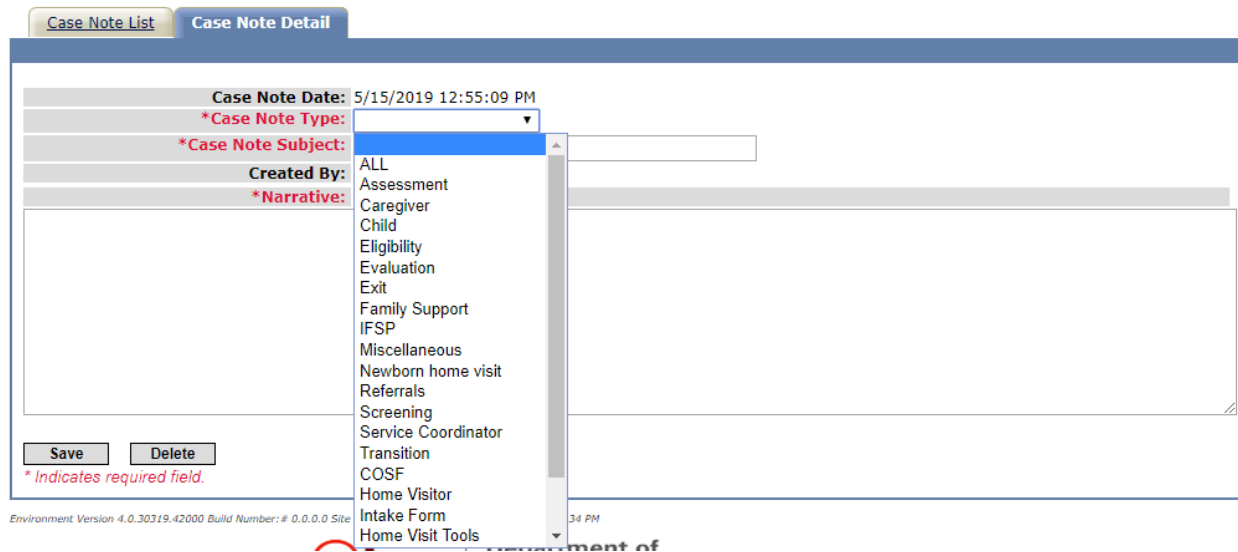 Case Note List Case Note Detail
Case Note Date: 5/15/2019 12:55:09 PM
*Case Note Type:
*Case Note Subject:
Created By:
*Narrative:
ALL
Assessment
Caregiver
Child
Eligibility
Evaluation
Exit
Family Support
IFSP
Miscellaneous
Newborn home visit
Referrals
Screening
Service Coordinator
Transition
COSF
Home Visitor
Intake Form
Home Visit Tools
Save Delete
* Indicates required field.
Environment Version 4.0.30319.42000 Build Number: # 0.0.0.0 Site 34 PM
Department of